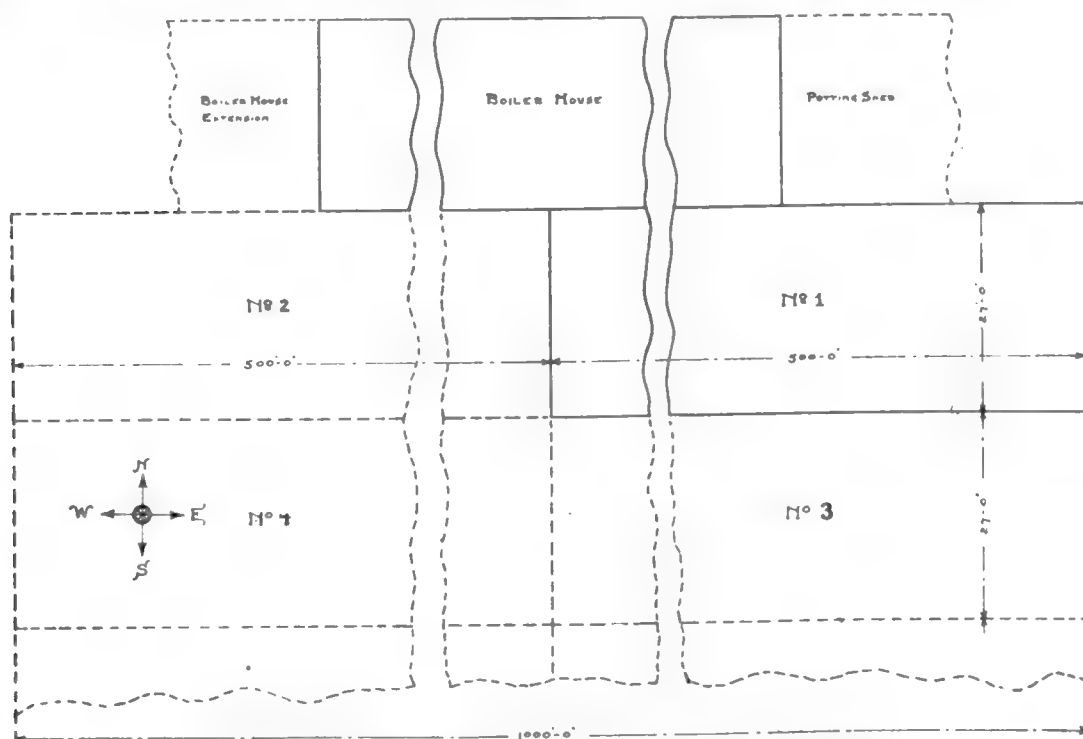 BOILER HOUSE
EXTENSION
BOILER HOUSE
POTTING SHED
No 2
No 1
27'-0"
500'-0"
500'-0"
N
W
E
S
No 4
No 3
27'-0"
1000'-0"